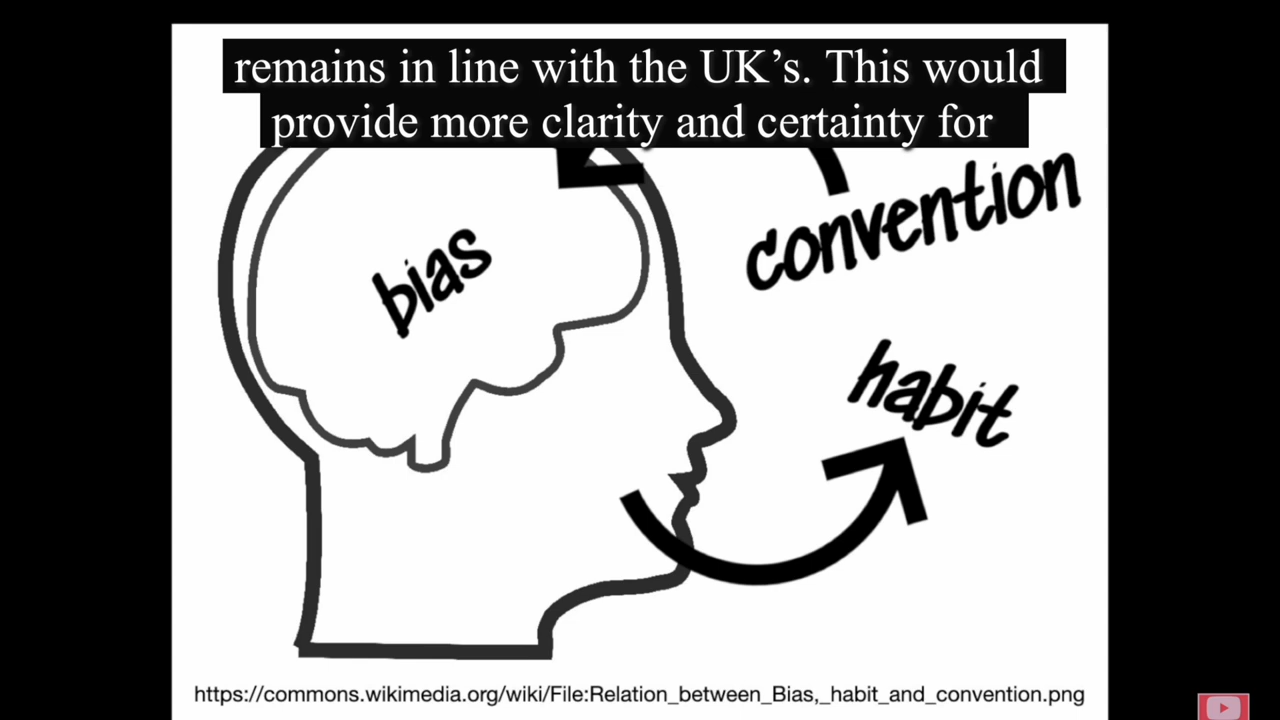 remains in line with the UK’s. This would
provide more clarity and certainty for
convention
bias
habit
https://commons.wikimedia.org/wiki/File:Relation_between_Bias,_habit_and_convention.png